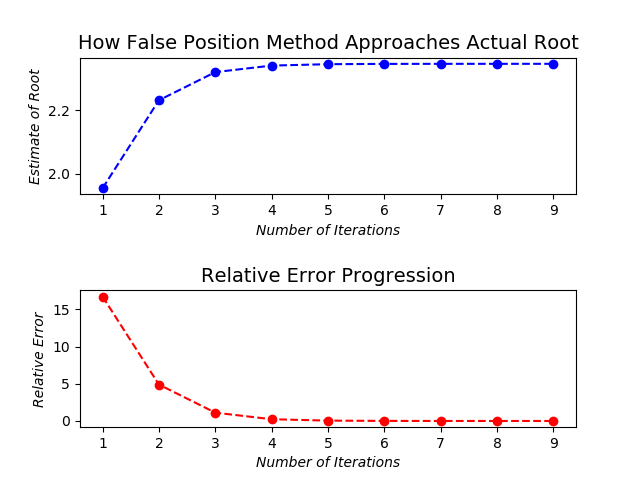 How False Position Method Approaches Actual Root
Estimate of Root
2.2
2.0
1 2 3 4 5 6 7 8 9
Number of Iterations
Relative Error Progression
Relative Error
15
10
5
0
1 2 3 4 5 6 7 8 9
Number of Iterations